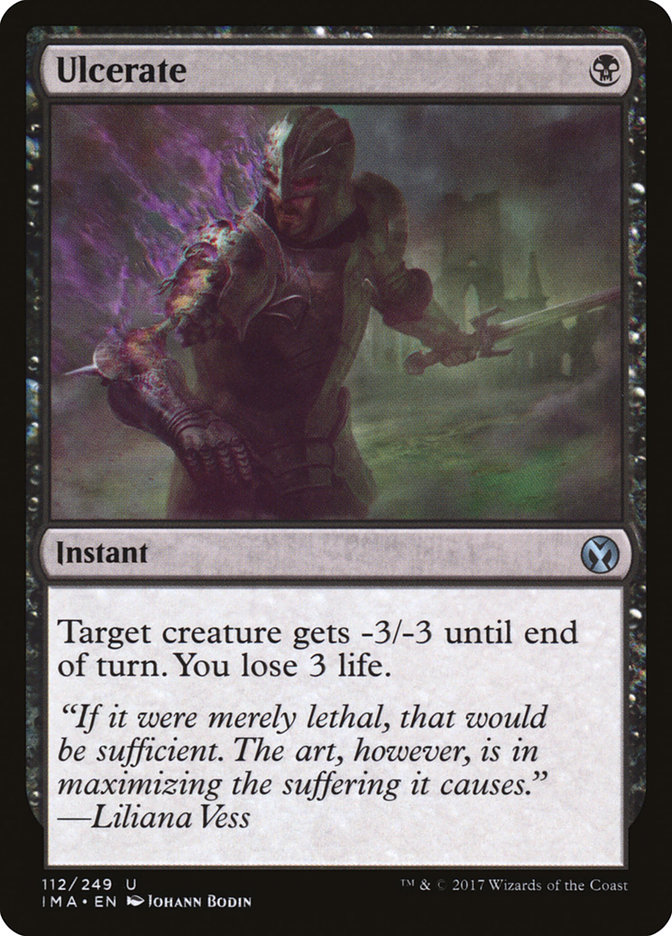 Ulcerate
Instant
Target creature gets -3/-3 until end
of turn. You lose 3 life.
“If it were merely lethal, that would
be sufficient. The art, however, is in
maximizing the suffering it causes.”
—Liliana Vess
112/249 U
IMA • EN Johann Bodin
™ & © 2017 Wizards of the Coast